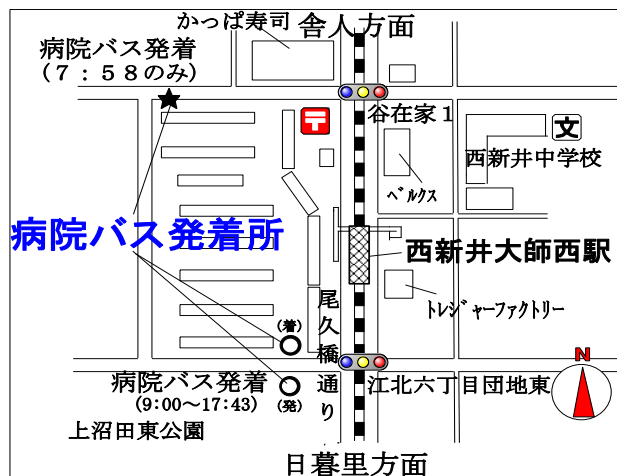 かっぱ寿司
舎人方面
病院バス発着
(7:58のみ)
谷在家1
〒
文
西新井中学校
ベルクス
病院バス発着所
西新井大師西駅
トレジャーファクトリー
尾久橋通り
(着)
N
病院バス発着
(9:00～17:43)
(発)
江北六丁目団地東
上沼田東公園
日暮里方面